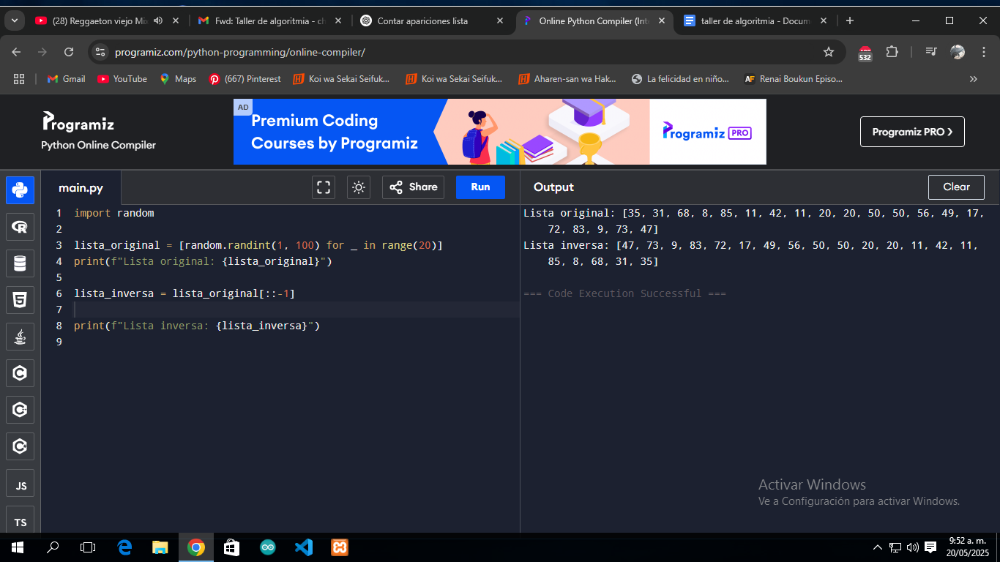 (28) Reggaeton viejo Mix
Fwd: Taller de algoritmia - ch
Contar apariciones lista
Online Python Compiler (Inte
taller de algoritmia - Docum
programiz.com/python-programming/online-compiler/
532
Gmail
YouTube
Maps
(667) Pinterest
Koi wa Sekai Seifuk...
Koi wa Sekai Seifuk...
Aharen-san wa Hak...
La felicidad en niño...
AF Renai Boukun Episo...
Programiz
Python Online Compiler
AD
Premium Coding
Courses by Programiz
Programiz PRO
Programiz PRO ›
main.py
Share
Run
Output
Clear
1 import random
2
3 lista_original = [random.randint(1, 100) for _ in range(20)]
4 print(f"Lista original: {lista_original}")
5
6 lista_inversa = lista_original[::-1]
7
8 print(f"Lista inversa: {lista_inversa}")
9
Lista original: [35, 31, 68, 8, 85, 11, 42, 11, 20, 20, 50, 50, 56, 49, 17,
72, 83, 9, 73, 47]
Lista inversa: [47, 73, 9, 83, 72, 17, 49, 56, 50, 50, 20, 20, 11, 42, 11,
85, 8, 68, 31, 35]
=== Code Execution Successful ===
JS
TS
Activar Windows
Ve a Configuración para activar Windows.
9:52 a. m.
20/05/2025